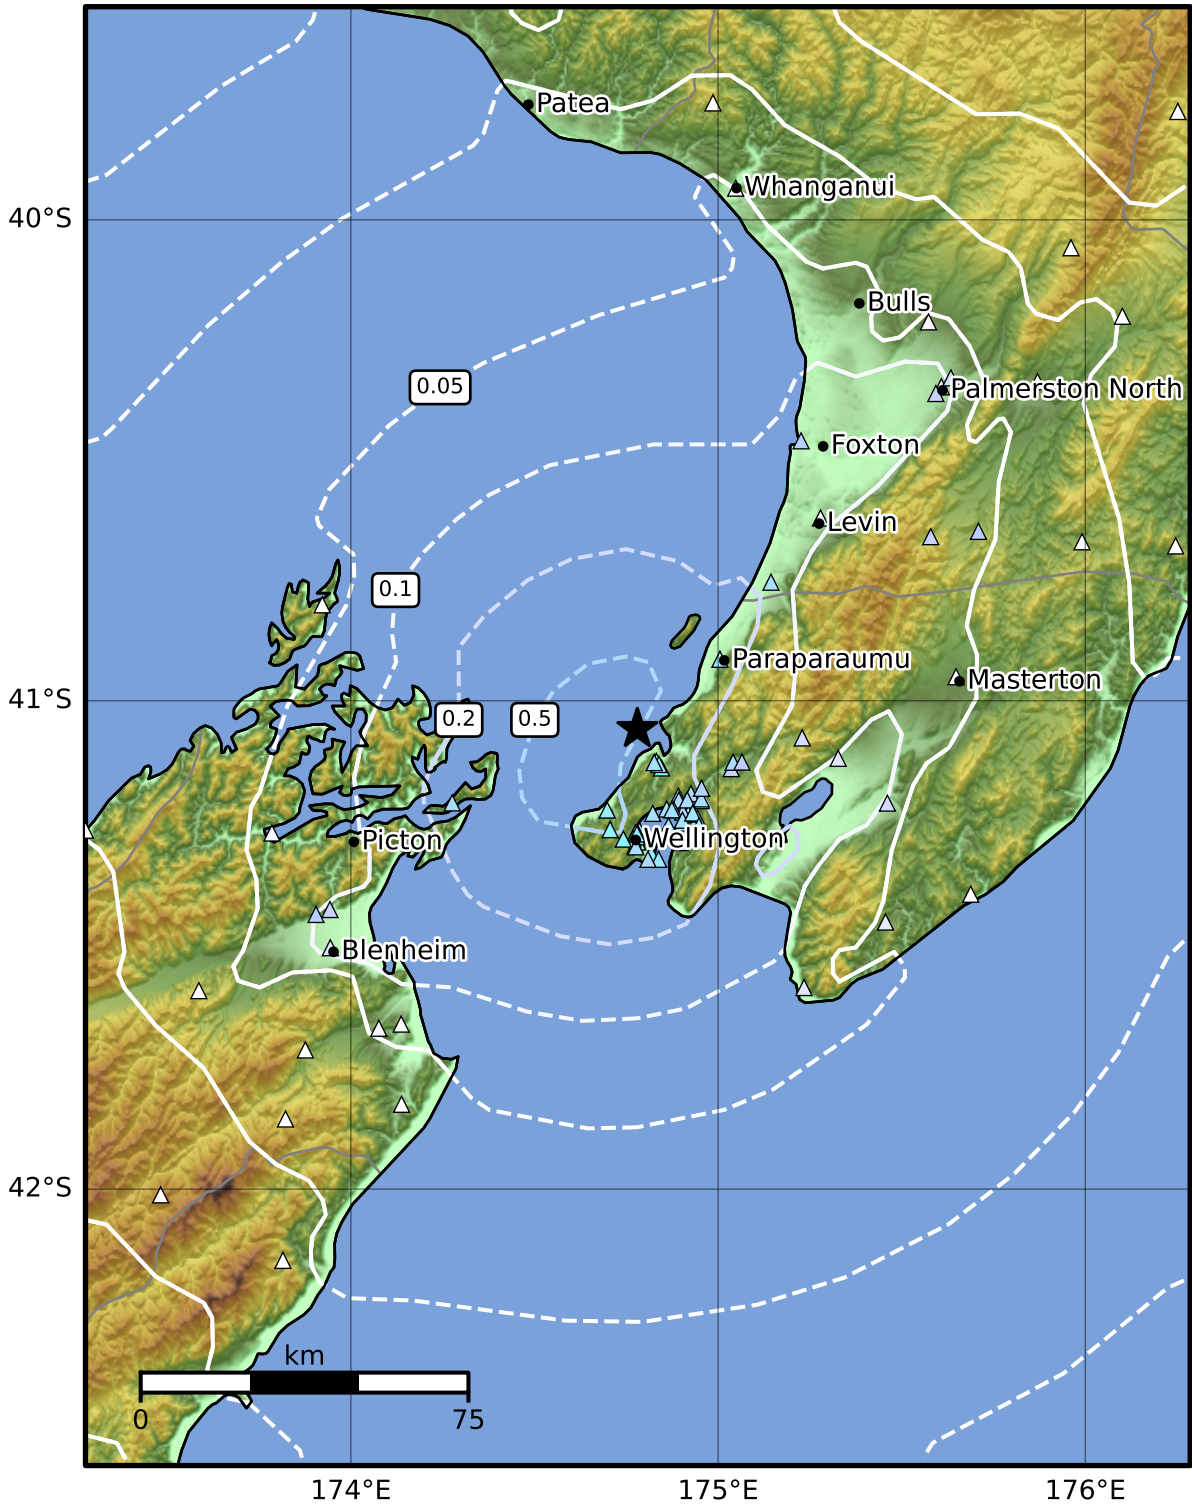 Patea
Whanganui
40°S
Bulls
0.05
Palmerston North
Foxton
Levin
0.1
Paraparaumu
Masterton
41°S
0.2
0.5
Picton
Wellington
Blenheim
42°S
km
0
75
174°E
175°E
176°E